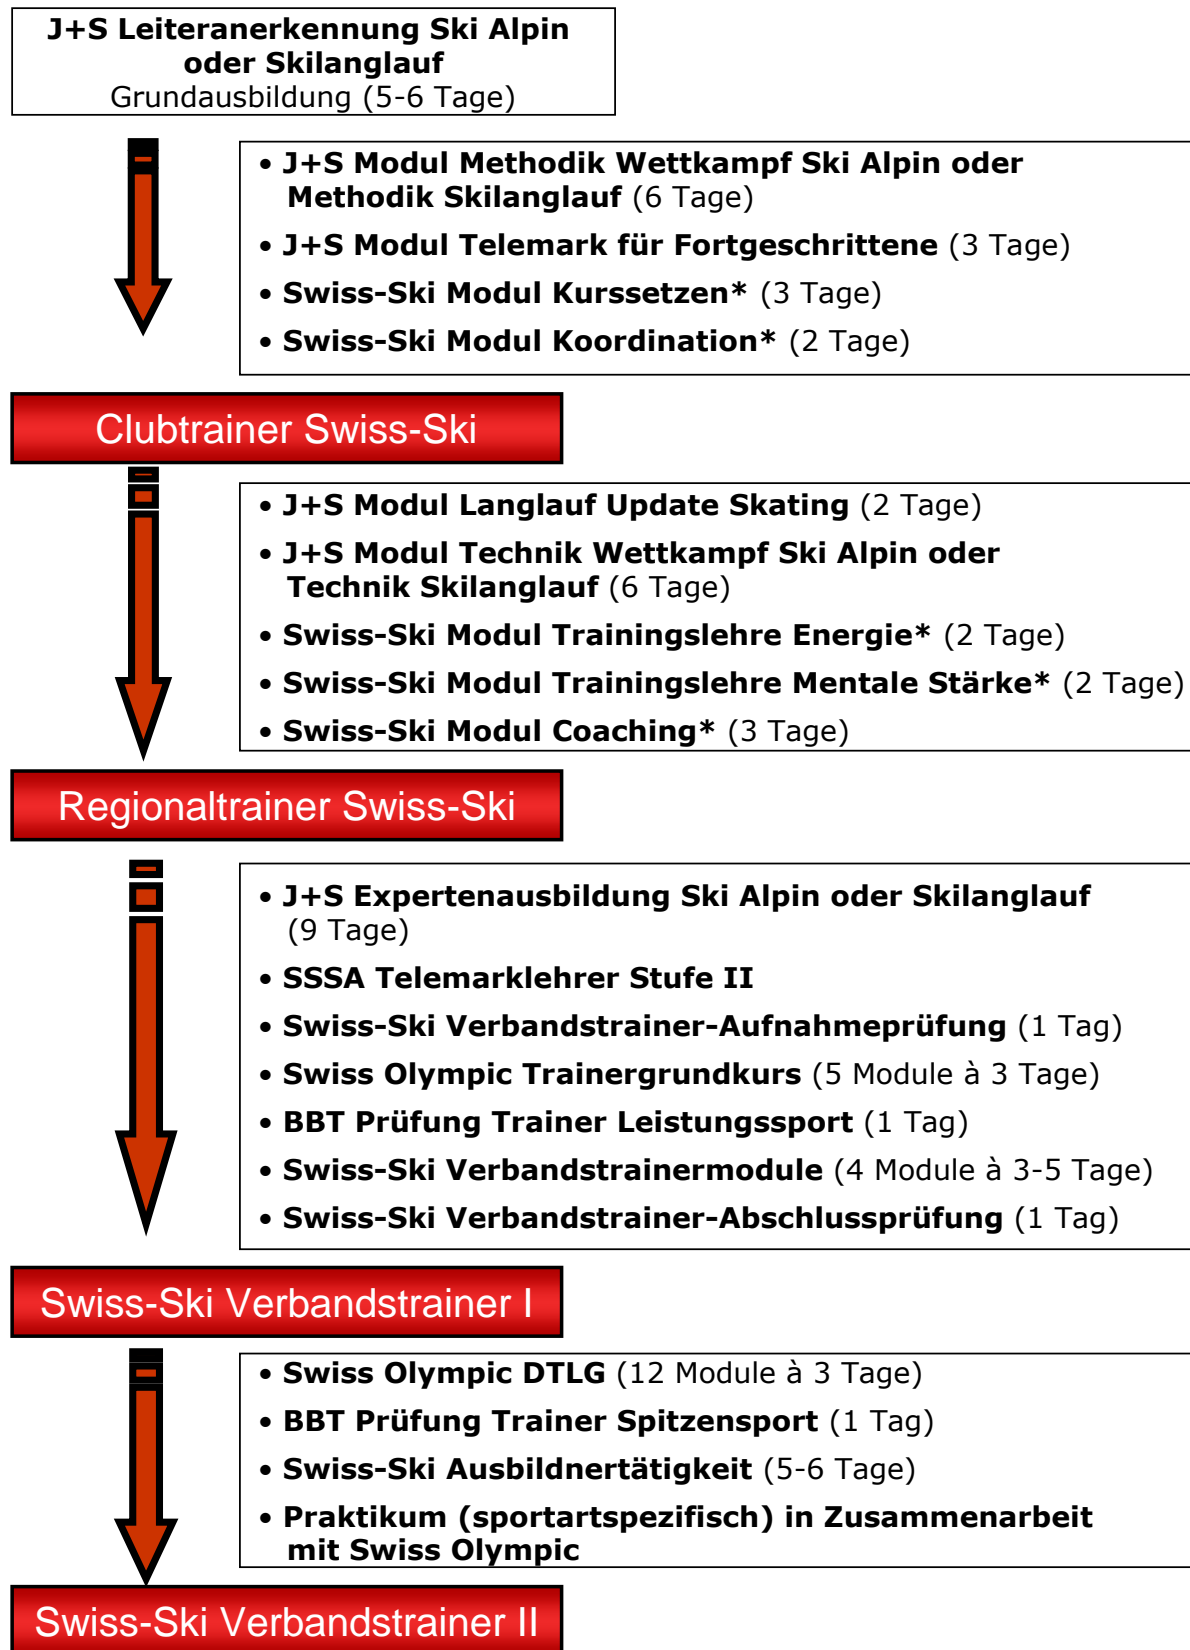 J+S Leiteranerkennung Ski Alpin
oder Skilanglauf
Grundausbildung (5-6 Tage)
• J+S Modul Methodik Wettkampf Ski Alpin oder
Methodik Skilanglauf (6 Tage)
• J+S Modul Telemark für Fortgeschrittene (3 Tage)
• Swiss-Ski Modul Kurssetzen* (3 Tage)
• Swiss-Ski Modul Koordination* (2 Tage)
Clubtrainer Swiss-Ski
• J+S Modul Langlauf Update Skating (2 Tage)
• J+S Modul Technik Wettkampf Ski Alpin oder
Technik Skilanglauf (6 Tage)
• Swiss-Ski Modul Trainingslehre Energie* (2 Tage)
• Swiss-Ski Modul Trainingslehre Mentale Stärke* (2 Tage)
• Swiss-Ski Modul Coaching* (3 Tage)
Regionaltrainer Swiss-Ski
• J+S Expertenausbildung Ski Alpin oder Skilanglauf
(9 Tage)
• SSSA Telemarklehrer Stufe II
• Swiss-Ski Verbandstrainer-Aufnahmeprüfung (1 Tag)
• Swiss Olympic Trainergrundkurs (5 Module à 3 Tage)
• BBT Prüfung Trainer Leistungssport (1 Tag)
• Swiss-Ski Verbandstrainermodule (4 Module à 3-5 Tage)
• Swiss-Ski Verbandstrainer-Abschlussprüfung (1 Tag)
Swiss-Ski Verbandstrainer I
• Swiss Olympic DTLG (12 Module à 3 Tage)
• BBT Prüfung Trainer Spitzensport (1 Tag)
• Swiss-Ski Ausbildnertätigkeit (5-6 Tage)
• Praktikum (sportartspezifisch) in Zusammenarbeit
mit Swiss Olympic
Swiss-Ski Verbandstrainer II